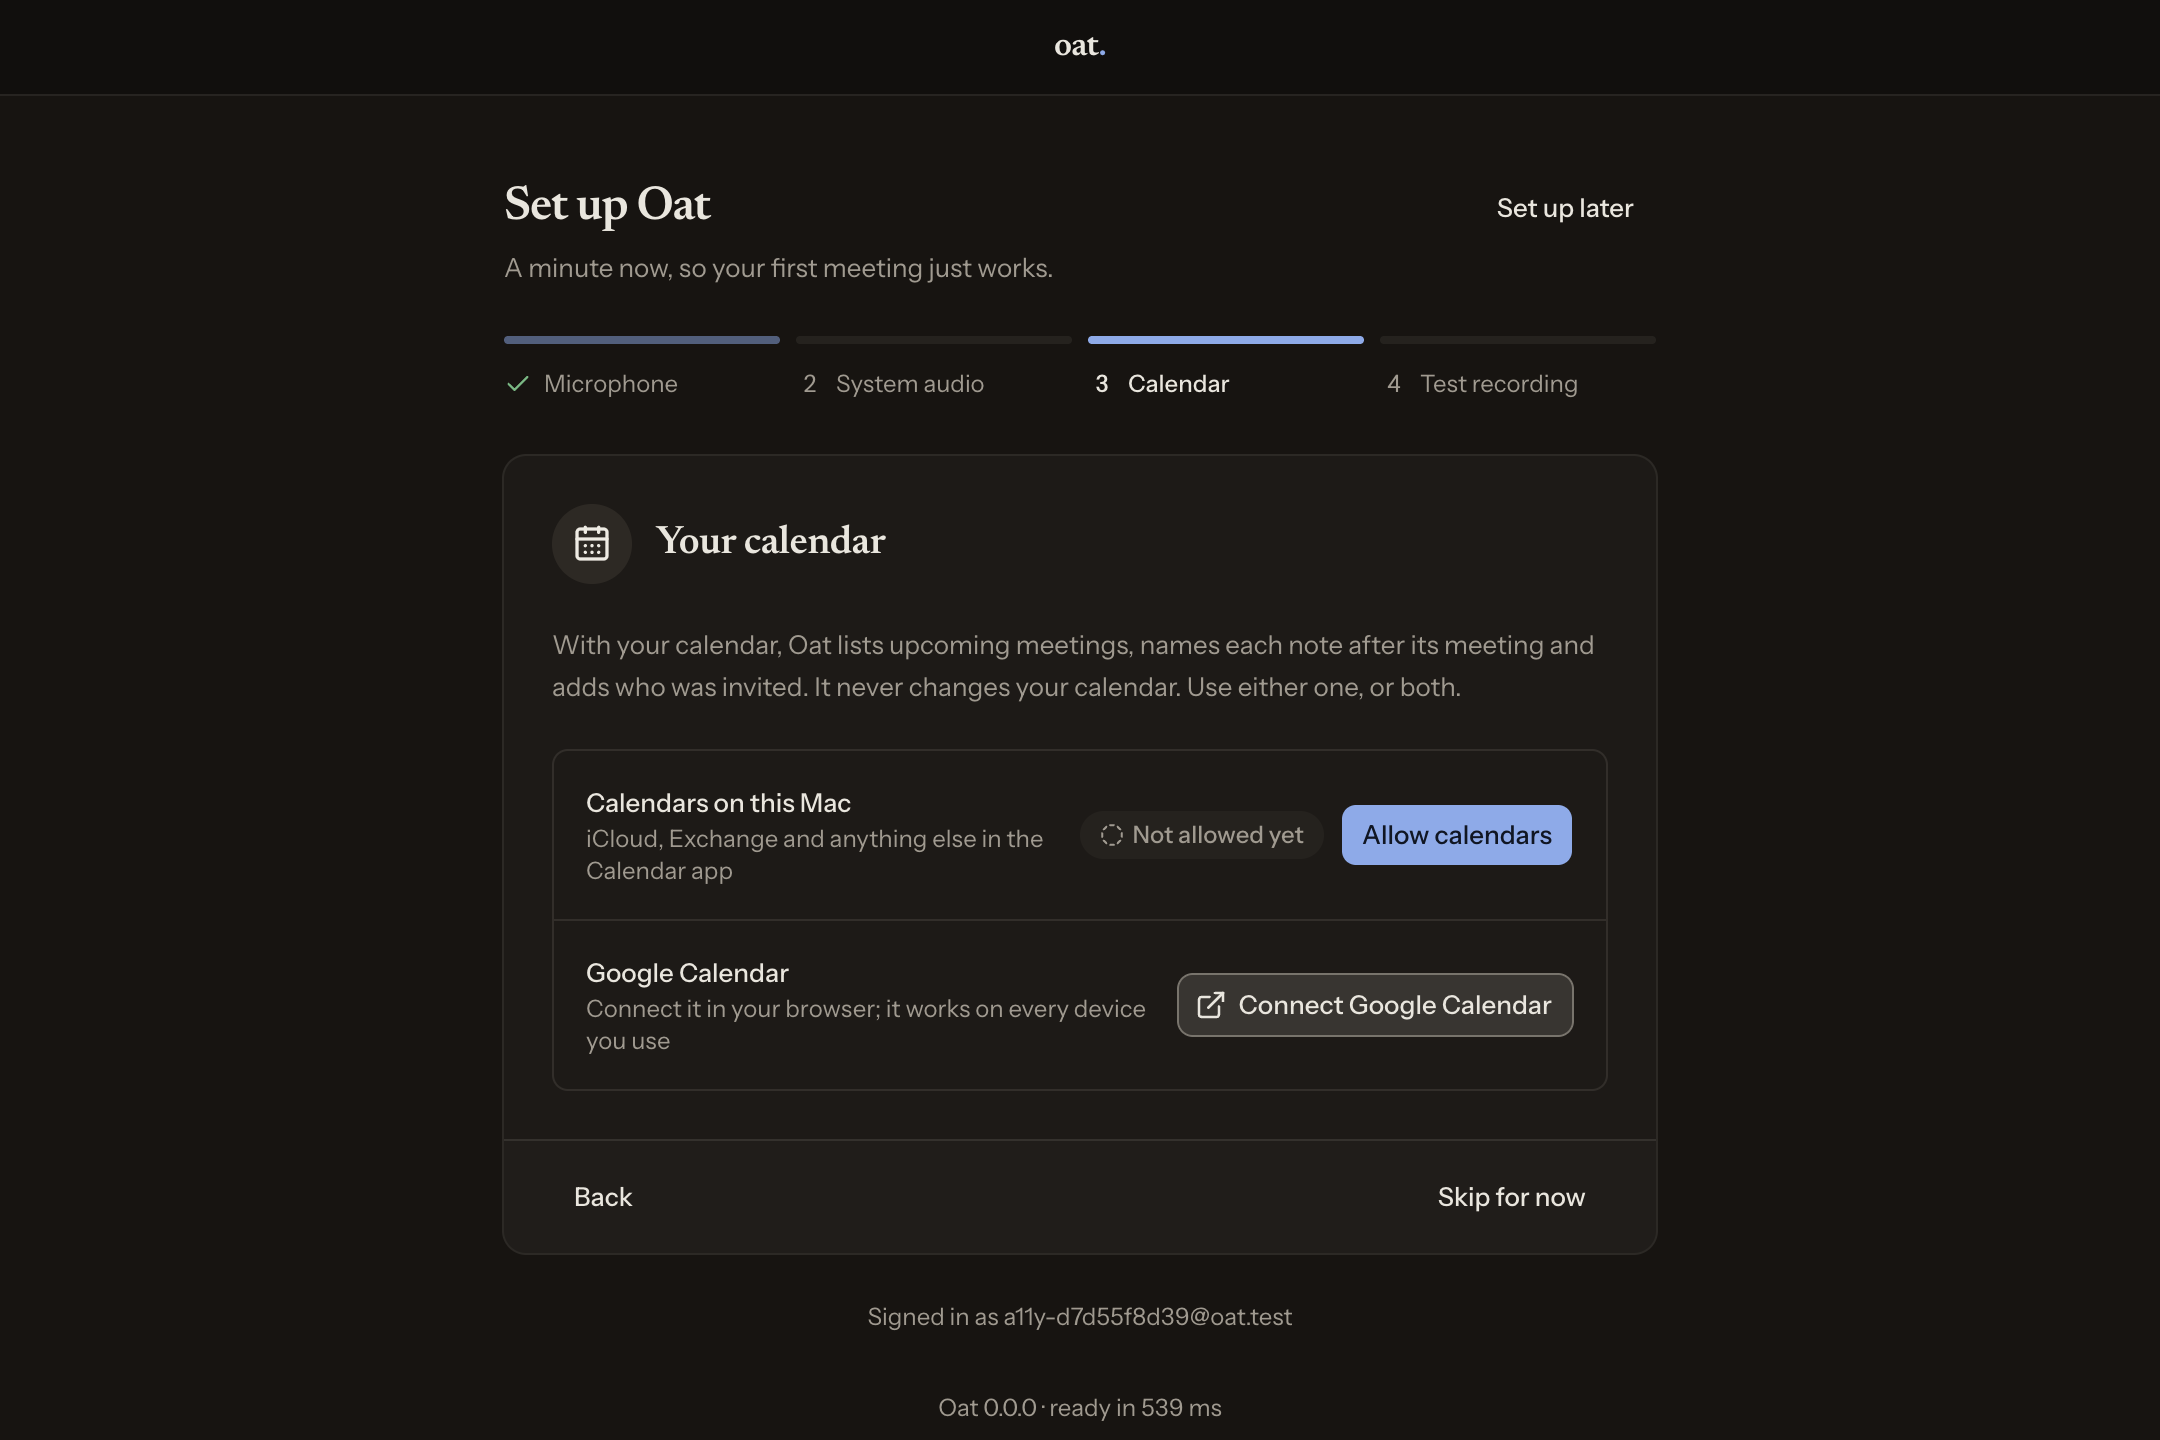 oat.
Set up Oat
Set up later
A minute now, so your first meeting just works.
Microphone
2 System audio
3 Calendar
4 Test recording
Your calendar
With your calendar, Oat lists upcoming meetings, names each note after its meeting and
adds who was invited. It never changes your calendar. Use either one, or both.
Calendars on this Mac
iCloud, Exchange and anything else in the
Calendar app
Not allowed yet
Allow calendars
Google Calendar
Connect it in your browser; it works on every device
you use
Connect Google Calendar
Back
Skip for now
Signed in as a11y-d7d55f8d39@oat.test
Oat 0.0.0 · ready in 539 ms